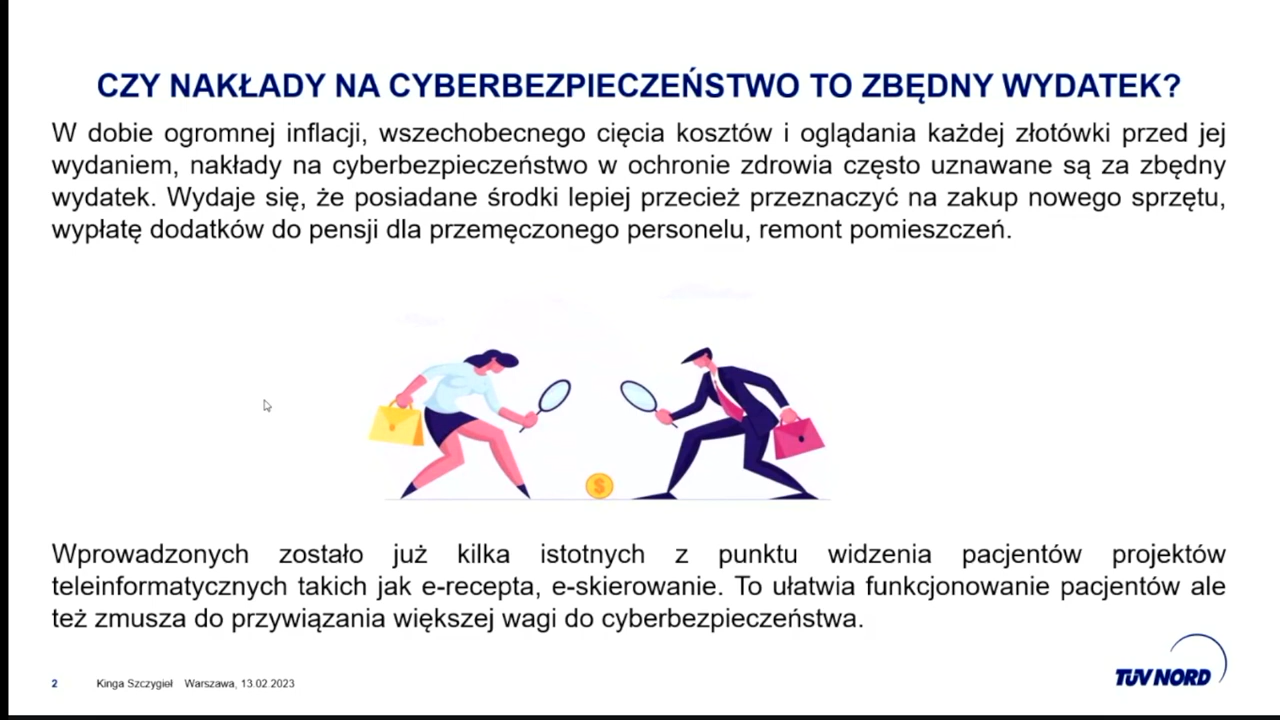 CZY NAKŁADY NA CYBERBEZPIECZEŃSTWO TO ZBĘDNY WYDATEK?
W dobie ogromnej inflacji, wszechobecnego cięcia kosztów i oglądania każdej złotówki przed jej
wydaniem, nakłady na cyberbezpieczeństwo w ochronie zdrowia często uznawane są za zbędny
wydatek. Wydaje się, że posiadane środki lepiej przecież przeznaczyć na zakup nowego sprzętu,
wypłatę dodatków do pensji dla przemęczonego personelu, remont pomieszczeń.
$
Wprowadzonych zostało już kilka istotnych z punktu widzenia pacjentów projektów
teleinformatycznych takich jak e-recepta, e-skierowanie. To ułatwia funkcjonowanie pacjentów ale
też zmusza do przywiązania większej wagi do cyberbezpieczeństwa.
2 Kinga Szczygieł Warszawa, 13.02.2023
TÜV NORD